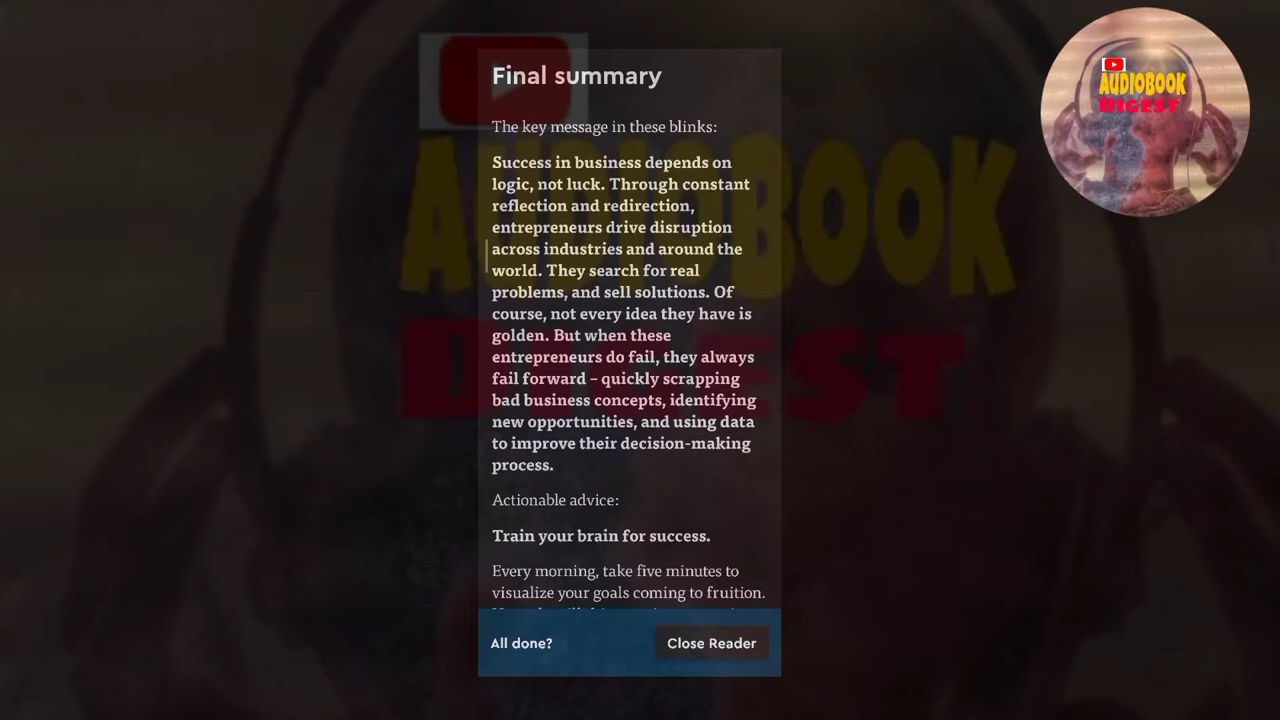 Final summary
The key message in these blinks:
Success in business depends on
logic, not luck. Through constant
reflection and redirection,
entrepreneurs drive disruption
across industries and around the
world. They search for real
problems, and sell solutions. Of
course, not every idea they have is
golden. But when these
entrepreneurs do fail, they always
fail forward – quickly scrapping
bad business concepts, identifying
new opportunities, and using data
to improve their decision-making
process.
Actionable advice:
Train your brain for success.
Every morning, take five minutes to
visualize your goals coming to fruition.
All done?
Close Reader
AUDIOBOOK
DIGEST
AUDIOBOOK
DIGEST